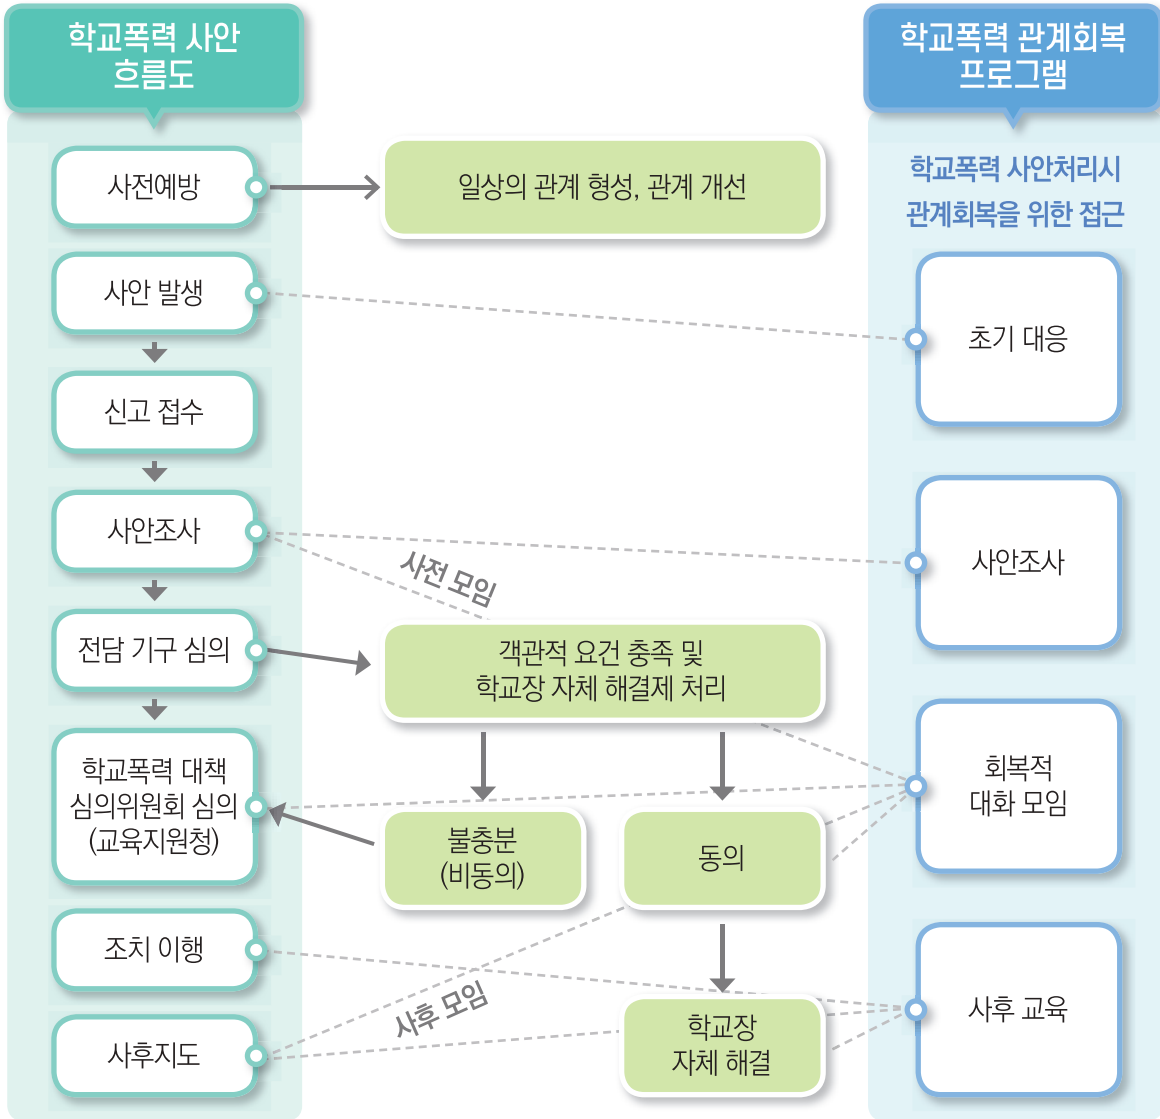 학교폭력 사안
흐름도
사전예방
사안 발생
신고 접수
사안조사
전담 기구 심의
학교폭력 대책
심의위원회 심의
(교육지원청)
조치 이행
사후지도
일상의 관계 형성, 관계 개선
사전 모임
객관적 요건 충족 및
학교장 자체 해결제 처리
불충분
(비동의)
동의
사후 모임
학교장
자체 해결
학교폭력 관계회복
프로그램
학교폭력 사안처리시
관계회복을 위한 접근
초기 대응
사안조사
회복적
대화 모임
사후 교육